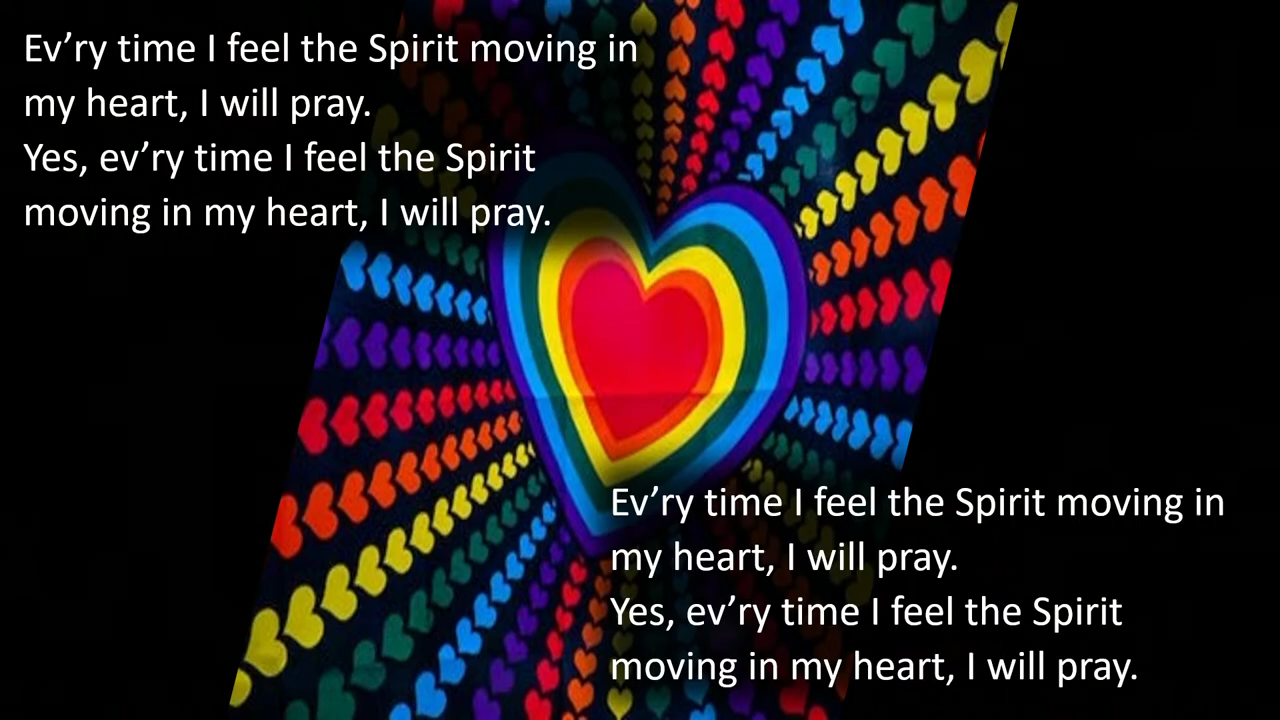 Ev’ry time I feel the Spirit moving in
my heart, I will pray.
Yes, ev’ry time I feel the Spirit
moving in my heart, I will pray.
Ev’ry time I feel the Spirit moving in
my heart, I will pray.
Yes, ev’ry time I feel the Spirit
moving in my heart, I will pray.